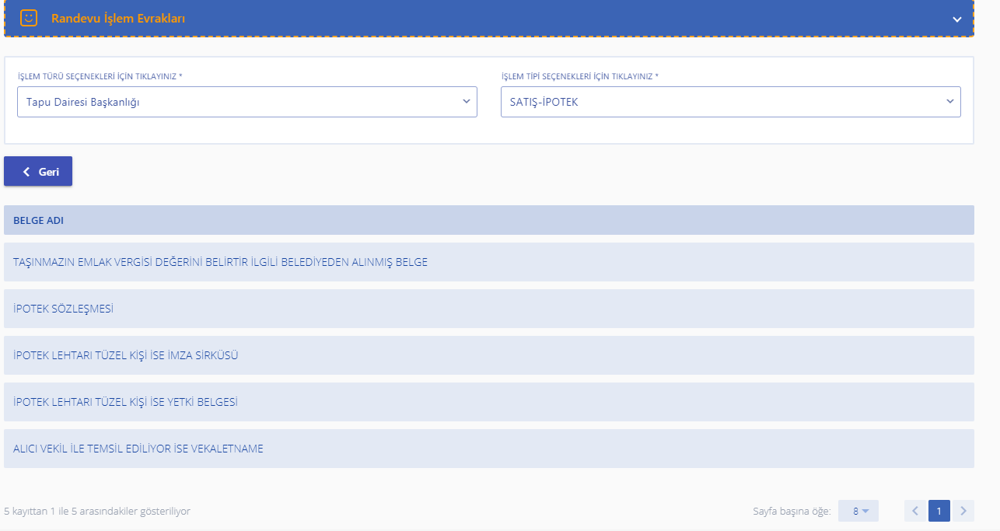 Randevu İşlem Evrakları
İŞLEM TÜRÜ SEÇENEKLERİ İÇİN TIKLAYINIZ *
İŞLEM TİPİ SEÇENEKLERİ İÇİN TIKLAYINIZ *
Tapu Dairesi Başkanlığı
SATIŞ-İPOTEK
Geri
BELGE ADI
TAŞINMAZIN EMLAK VERGİSİ DEĞERİNİ BELİRTİR İLGİLİ BELEDİYEDEN ALINMIŞ BELGE
İPOTEK SÖZLEŞMESİ
İPOTEK LEHTARI TÜZEL KİŞİ İSE İMZA SİRKÜSÜ
İPOTEK LEHTARI TÜZEL KİŞİ İSE YETKİ BELGESİ
ALICI VEKİL İLE TEMSİL EDİLİYOR İSE VEKALETNAME
5 kayıttan 1 ile 5 arasındakiler gösteriliyor
Sayfa başına öğe: 8
1